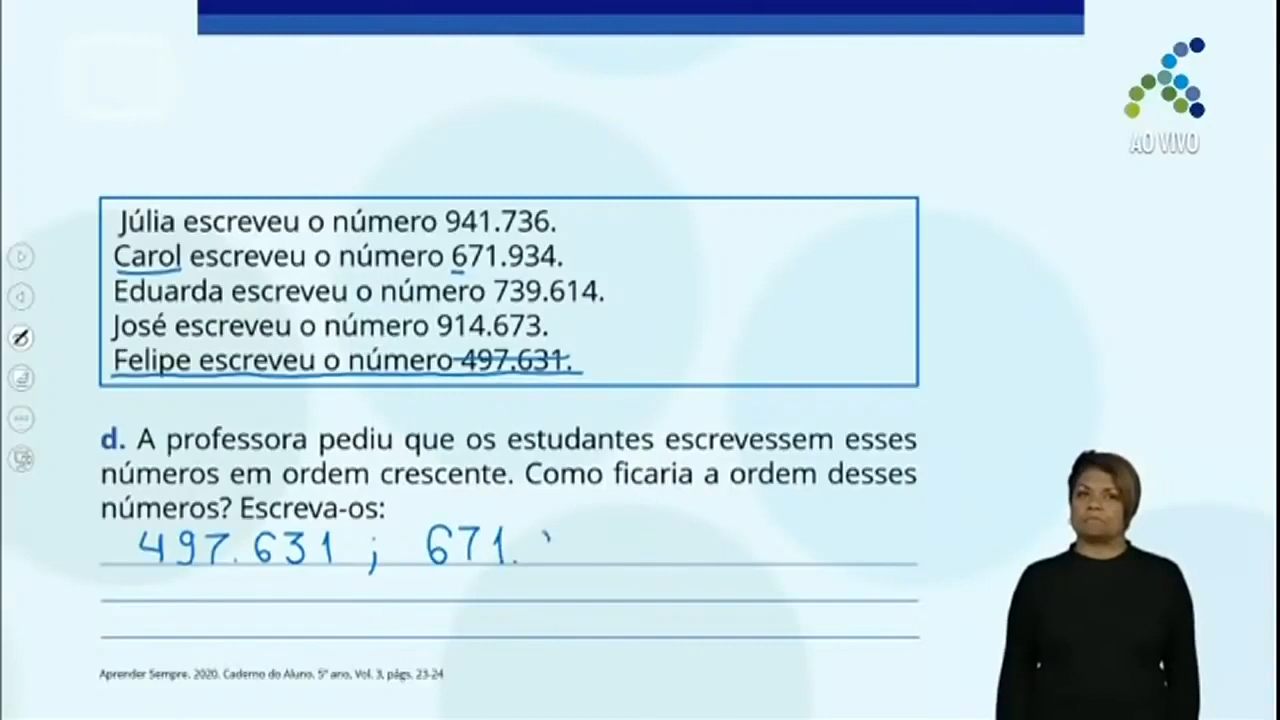 AO VIVO
Júlia escreveu o número 941.736.
Carol escreveu o número 671.934.
Eduarda escreveu o número 739.614.
José escreveu o número 914.673.
Felipe escreveu o número 497.631.
d. A professora pediu que os estudantes escrevessem esses
números em ordem crescente. Como ficaria a ordem desses
números? Escreva-os:
497.631 ; 671.
Aprender Sempre. 2020. Caderno do Aluno. 5º ano, Vol. 3, págs. 23-24